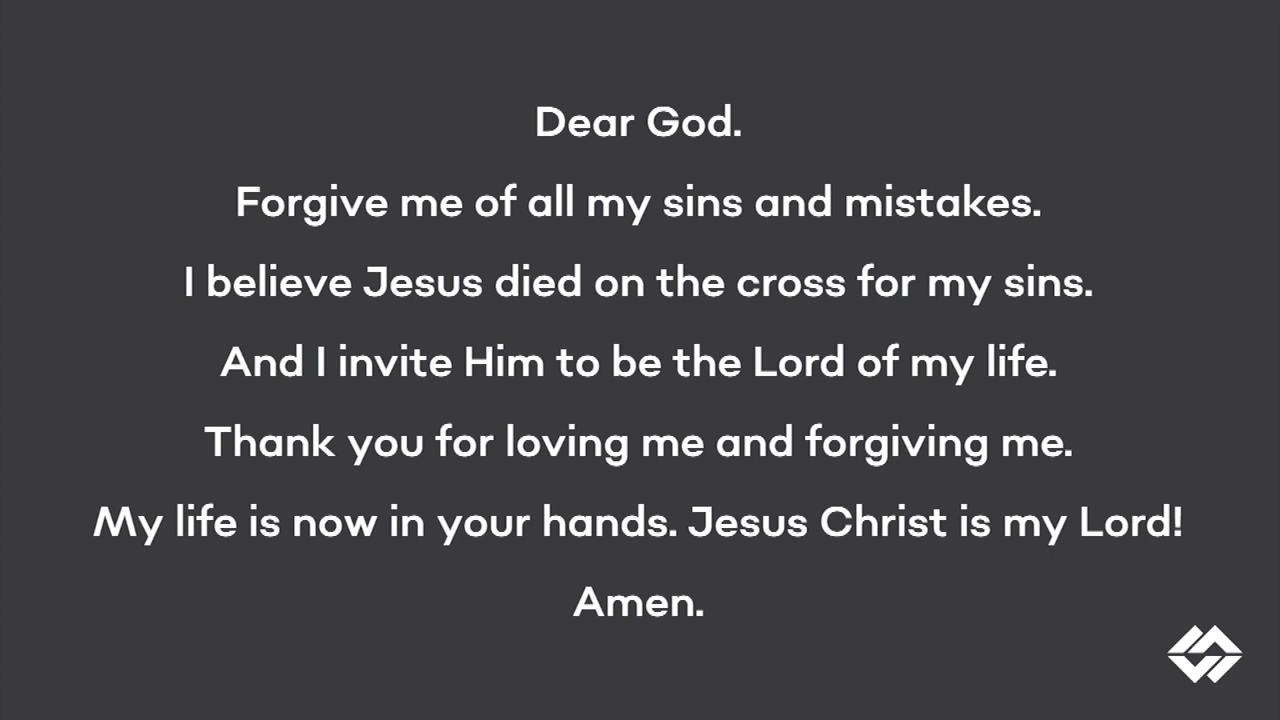 Dear God.
Forgive me of all my sins and mistakes.
I believe Jesus died on the cross for my sins.
And I invite Him to be the Lord of my life.
Thank you for loving me and forgiving me.
My life is now in your hands. Jesus Christ is my Lord!
Amen.